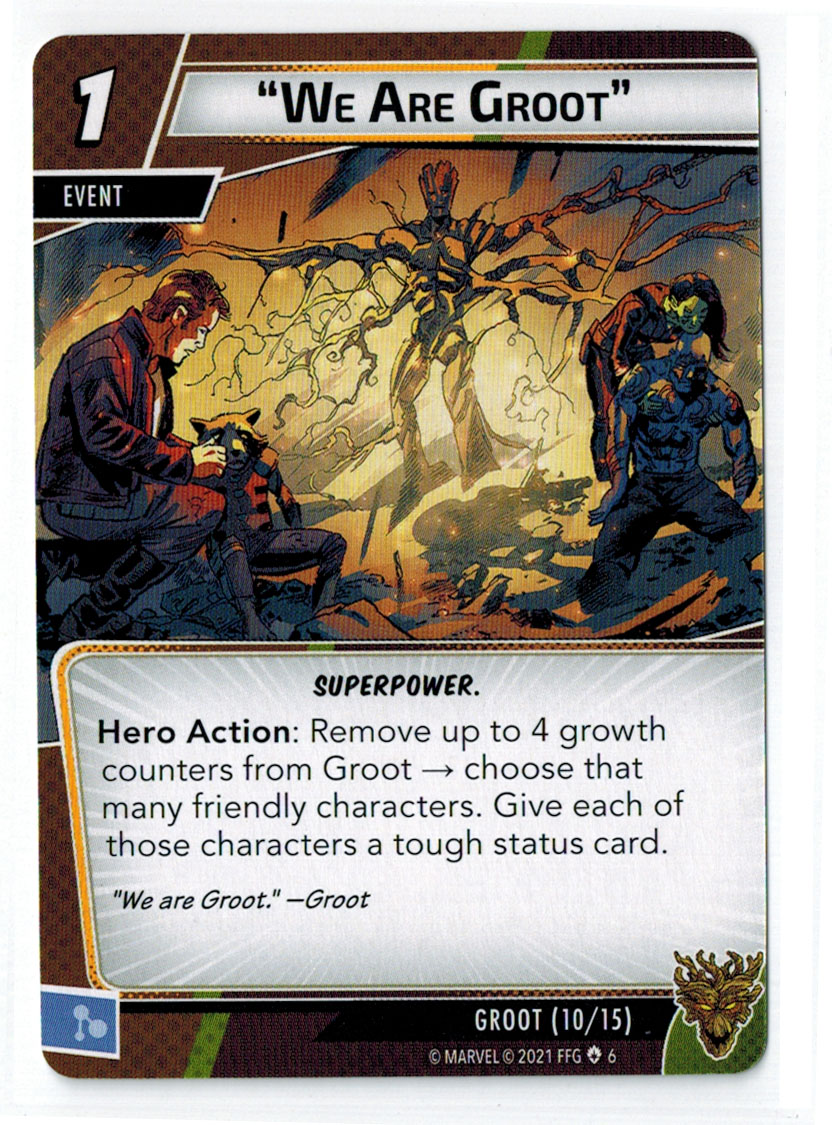 1
“WE ARE GROOT”
EVENT
SUPERPOWER.
Hero Action: Remove up to 4 growth
counters from Groot → choose that
many friendly characters. Give each of
those characters a tough status card.
"We are Groot." —Groot
GROOT (10/15)
© MARVEL © 2021 FFG 6